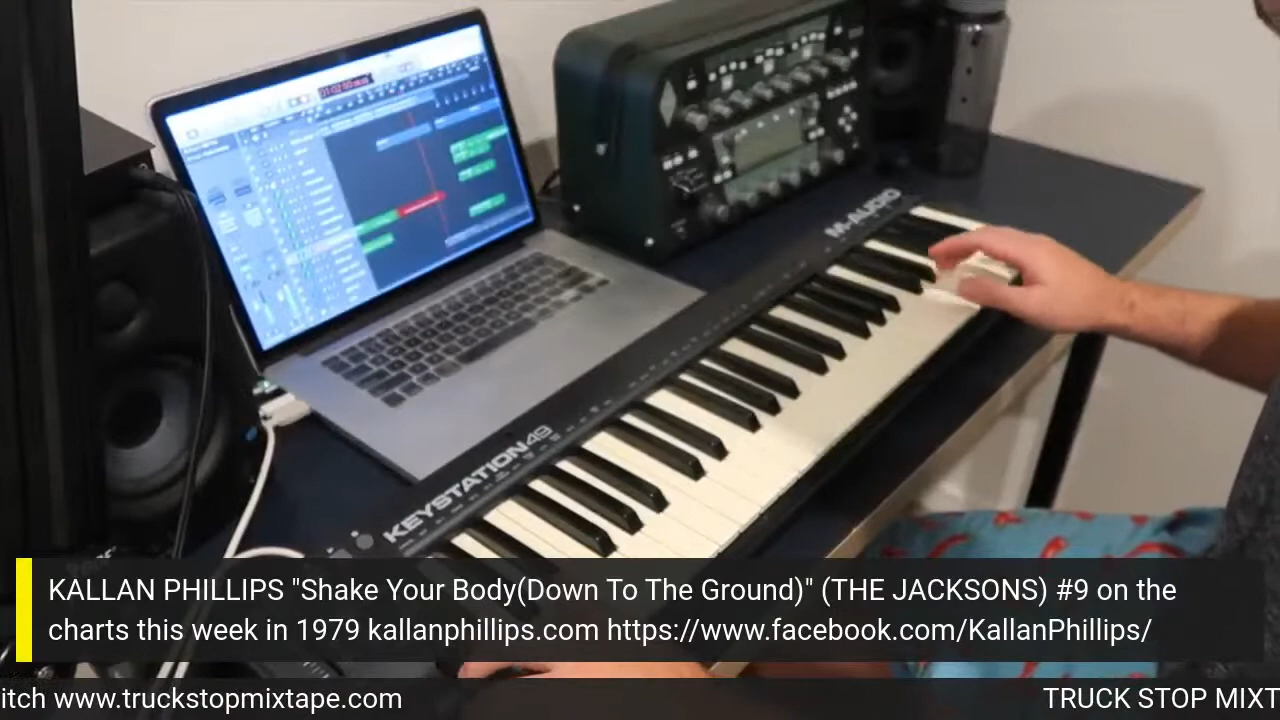 M-AUDIO
KEYSTATION49
KALLAN PHILLIPS "Shake Your Body(Down To The Ground)" (THE JACKSONS) #9 on the
charts this week in 1979 kallanphillips.com https://www.facebook.com/KallanPhillips/
itch www.truckstopmixtape.com
TRUCK STOP MIXT